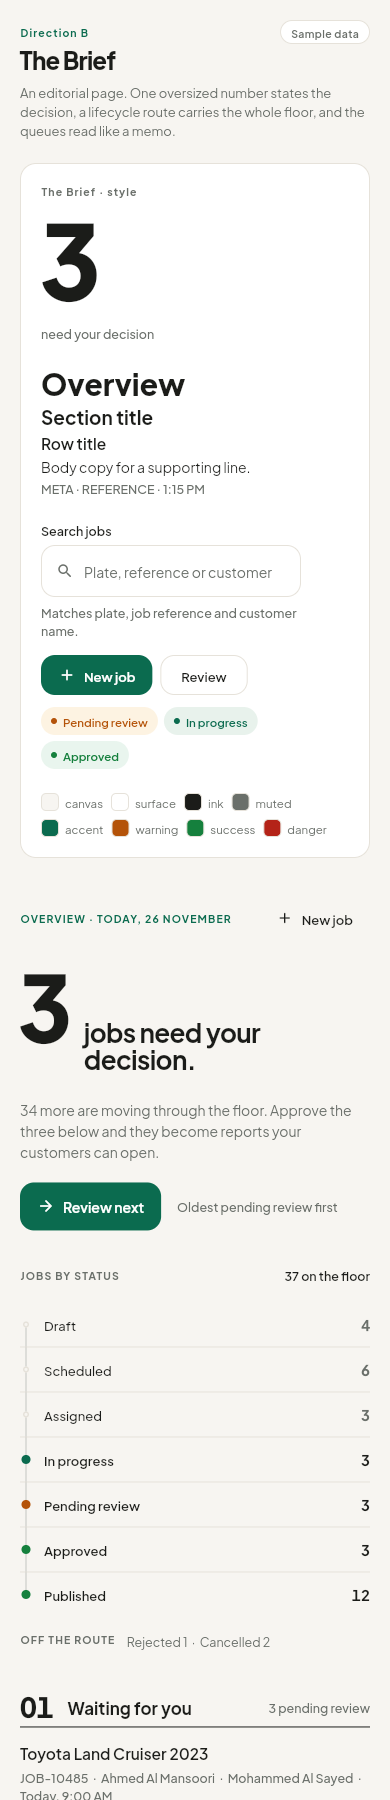 Direction B
Sample data
The Brief
An editorial page. One oversized number states the
decision, a lifecycle route carries the whole floor, and the
queues read like a memo.
The Brief · style
3
need your decision
Overview
Section title
Row title
Body copy for a supporting line.
META · REFERENCE · 1:15 PM
Search jobs
Plate, reference or customer
Matches plate, job reference and customer
name.
New job
Review
Pending review
In progress
Approved
canvas surface ink muted
accent warning success danger
OVERVIEW · TODAY, 26 NOVEMBER
New job
3 jobs need your
decision.
34 more are moving through the floor. Approve the
three below and they become reports your
customers can open.
Review next
Oldest pending review first
JOBS BY STATUS
37 on the floor
Draft 4
Scheduled 6
Assigned 3
In progress 3
Pending review 3
Approved 3
Published 12
OFF THE ROUTE Rejected 1 · Cancelled 2
01 Waiting for you 3 pending review
Toyota Land Cruiser 2023
JOB-10485 · Ahmed Al Mansoori · Mohammed Al Sayed ·
Today, 9:00 AM